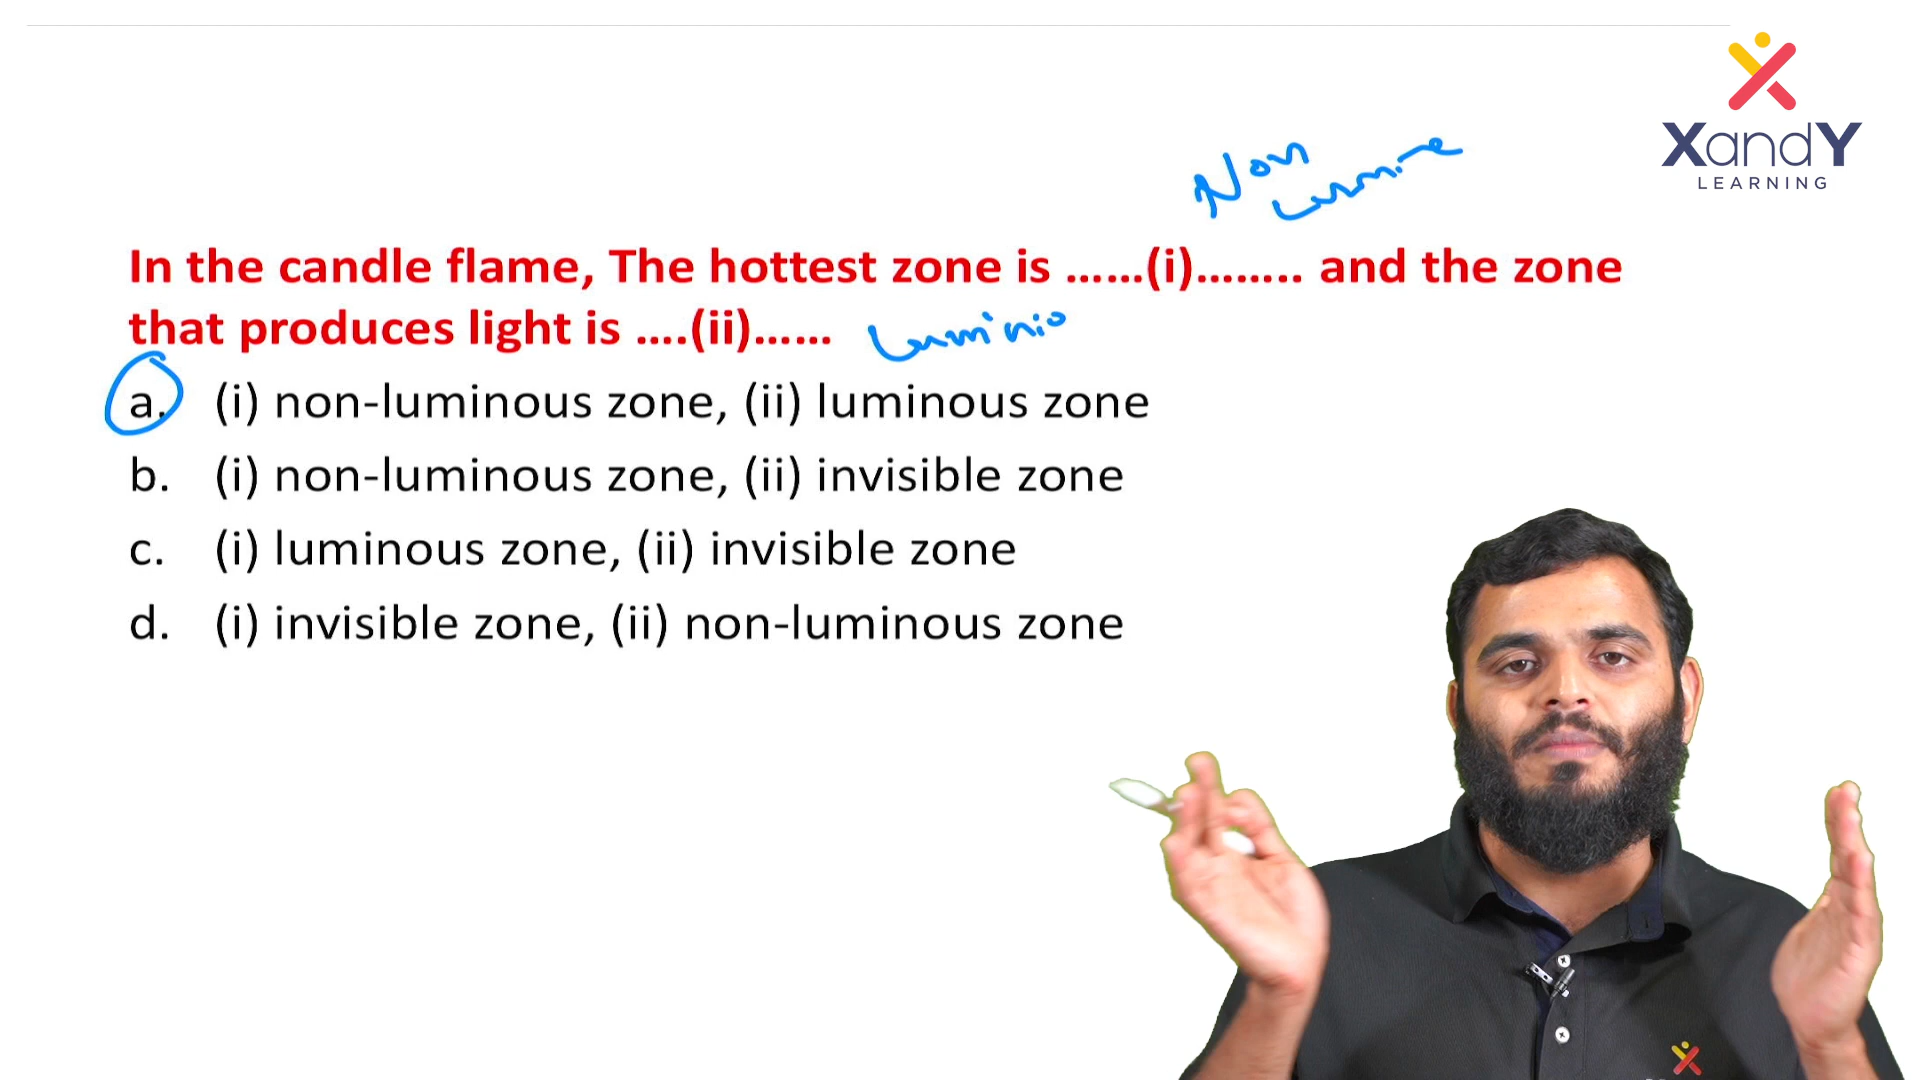 XandY
LEARNING
Non
In the candle flame, The hottest zone is ......(i)........ and the zone
that produces light is ....(ii)......
a. (i) non-luminous zone, (ii) luminous zone
b. (i) non-luminous zone, (ii) invisible zone
c. (i) luminous zone, (ii) invisible zone
d. (i) invisible zone, (ii) non-luminous zone